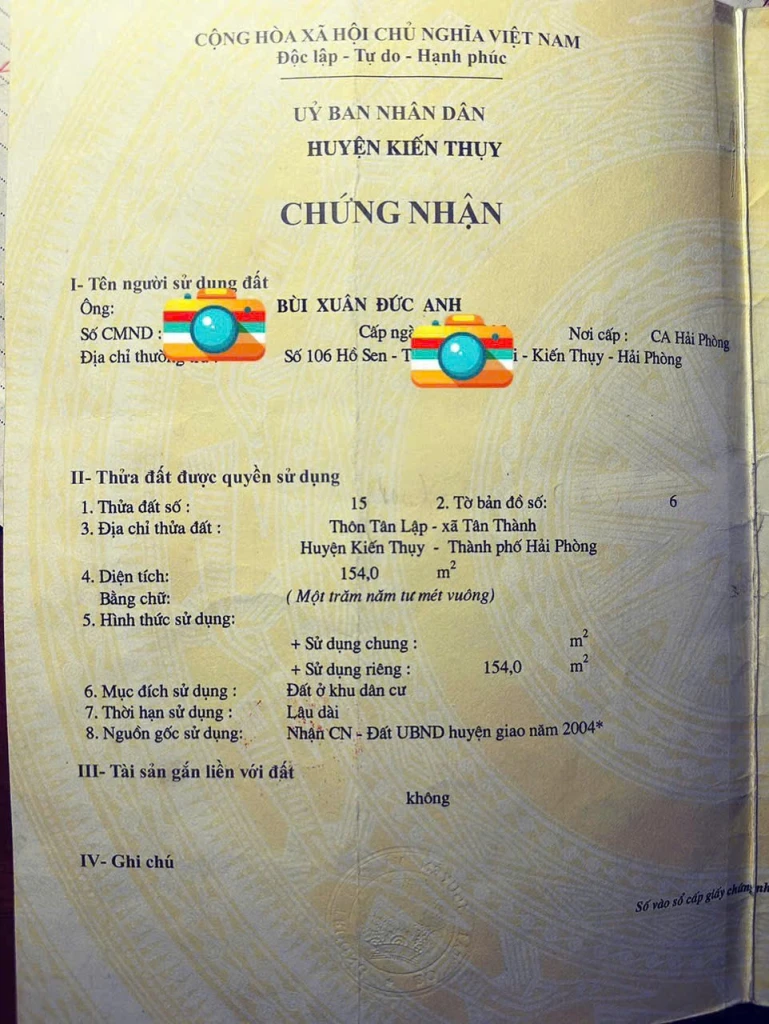 CỘNG HÒA XÃ HỘI CHỦ NGHĨA VIỆT NAM
Độc lập - Tự do - Hạnh phúc
UỶ BAN NHÂN DÂN
HUYỆN KIẾN THỤY
CHỨNG NHẬN
I- Tên người sử dụng đất
Ông: BÙI XUÂN ĐỨC ANH
Số CMND : Cấp ngà Nơi cấp : CA Hải Phòng
Địa chỉ thường Số 106 Hồ Sen - T i - Kiến Thụy - Hải Phòng
II- Thửa đất được quyền sử dụng
1. Thửa đất số : 15 2. Tờ bản đồ số: 6
3. Địa chỉ thửa đất : Thôn Tân Lập - xã Tân Thành
Huyện Kiến Thụy - Thành phố Hải Phòng
4. Diện tích: 154,0 m²
Bằng chữ: ( Một trăm năm tư mét vuông)
5. Hình thức sử dụng:
+ Sử dụng chung : m²
+ Sử dụng riêng : 154,0 m²
6. Mục đích sử dụng : Đất ở khu dân cư
7. Thời hạn sử dụng : Lâu dài
8. Nguồn gốc sử dụng: Nhận CN - Đất UBND huyện giao năm 2004*
III- Tài sản gắn liền với đất
không
IV- Ghi chú
Số vào sổ cấp giấy chứng nh